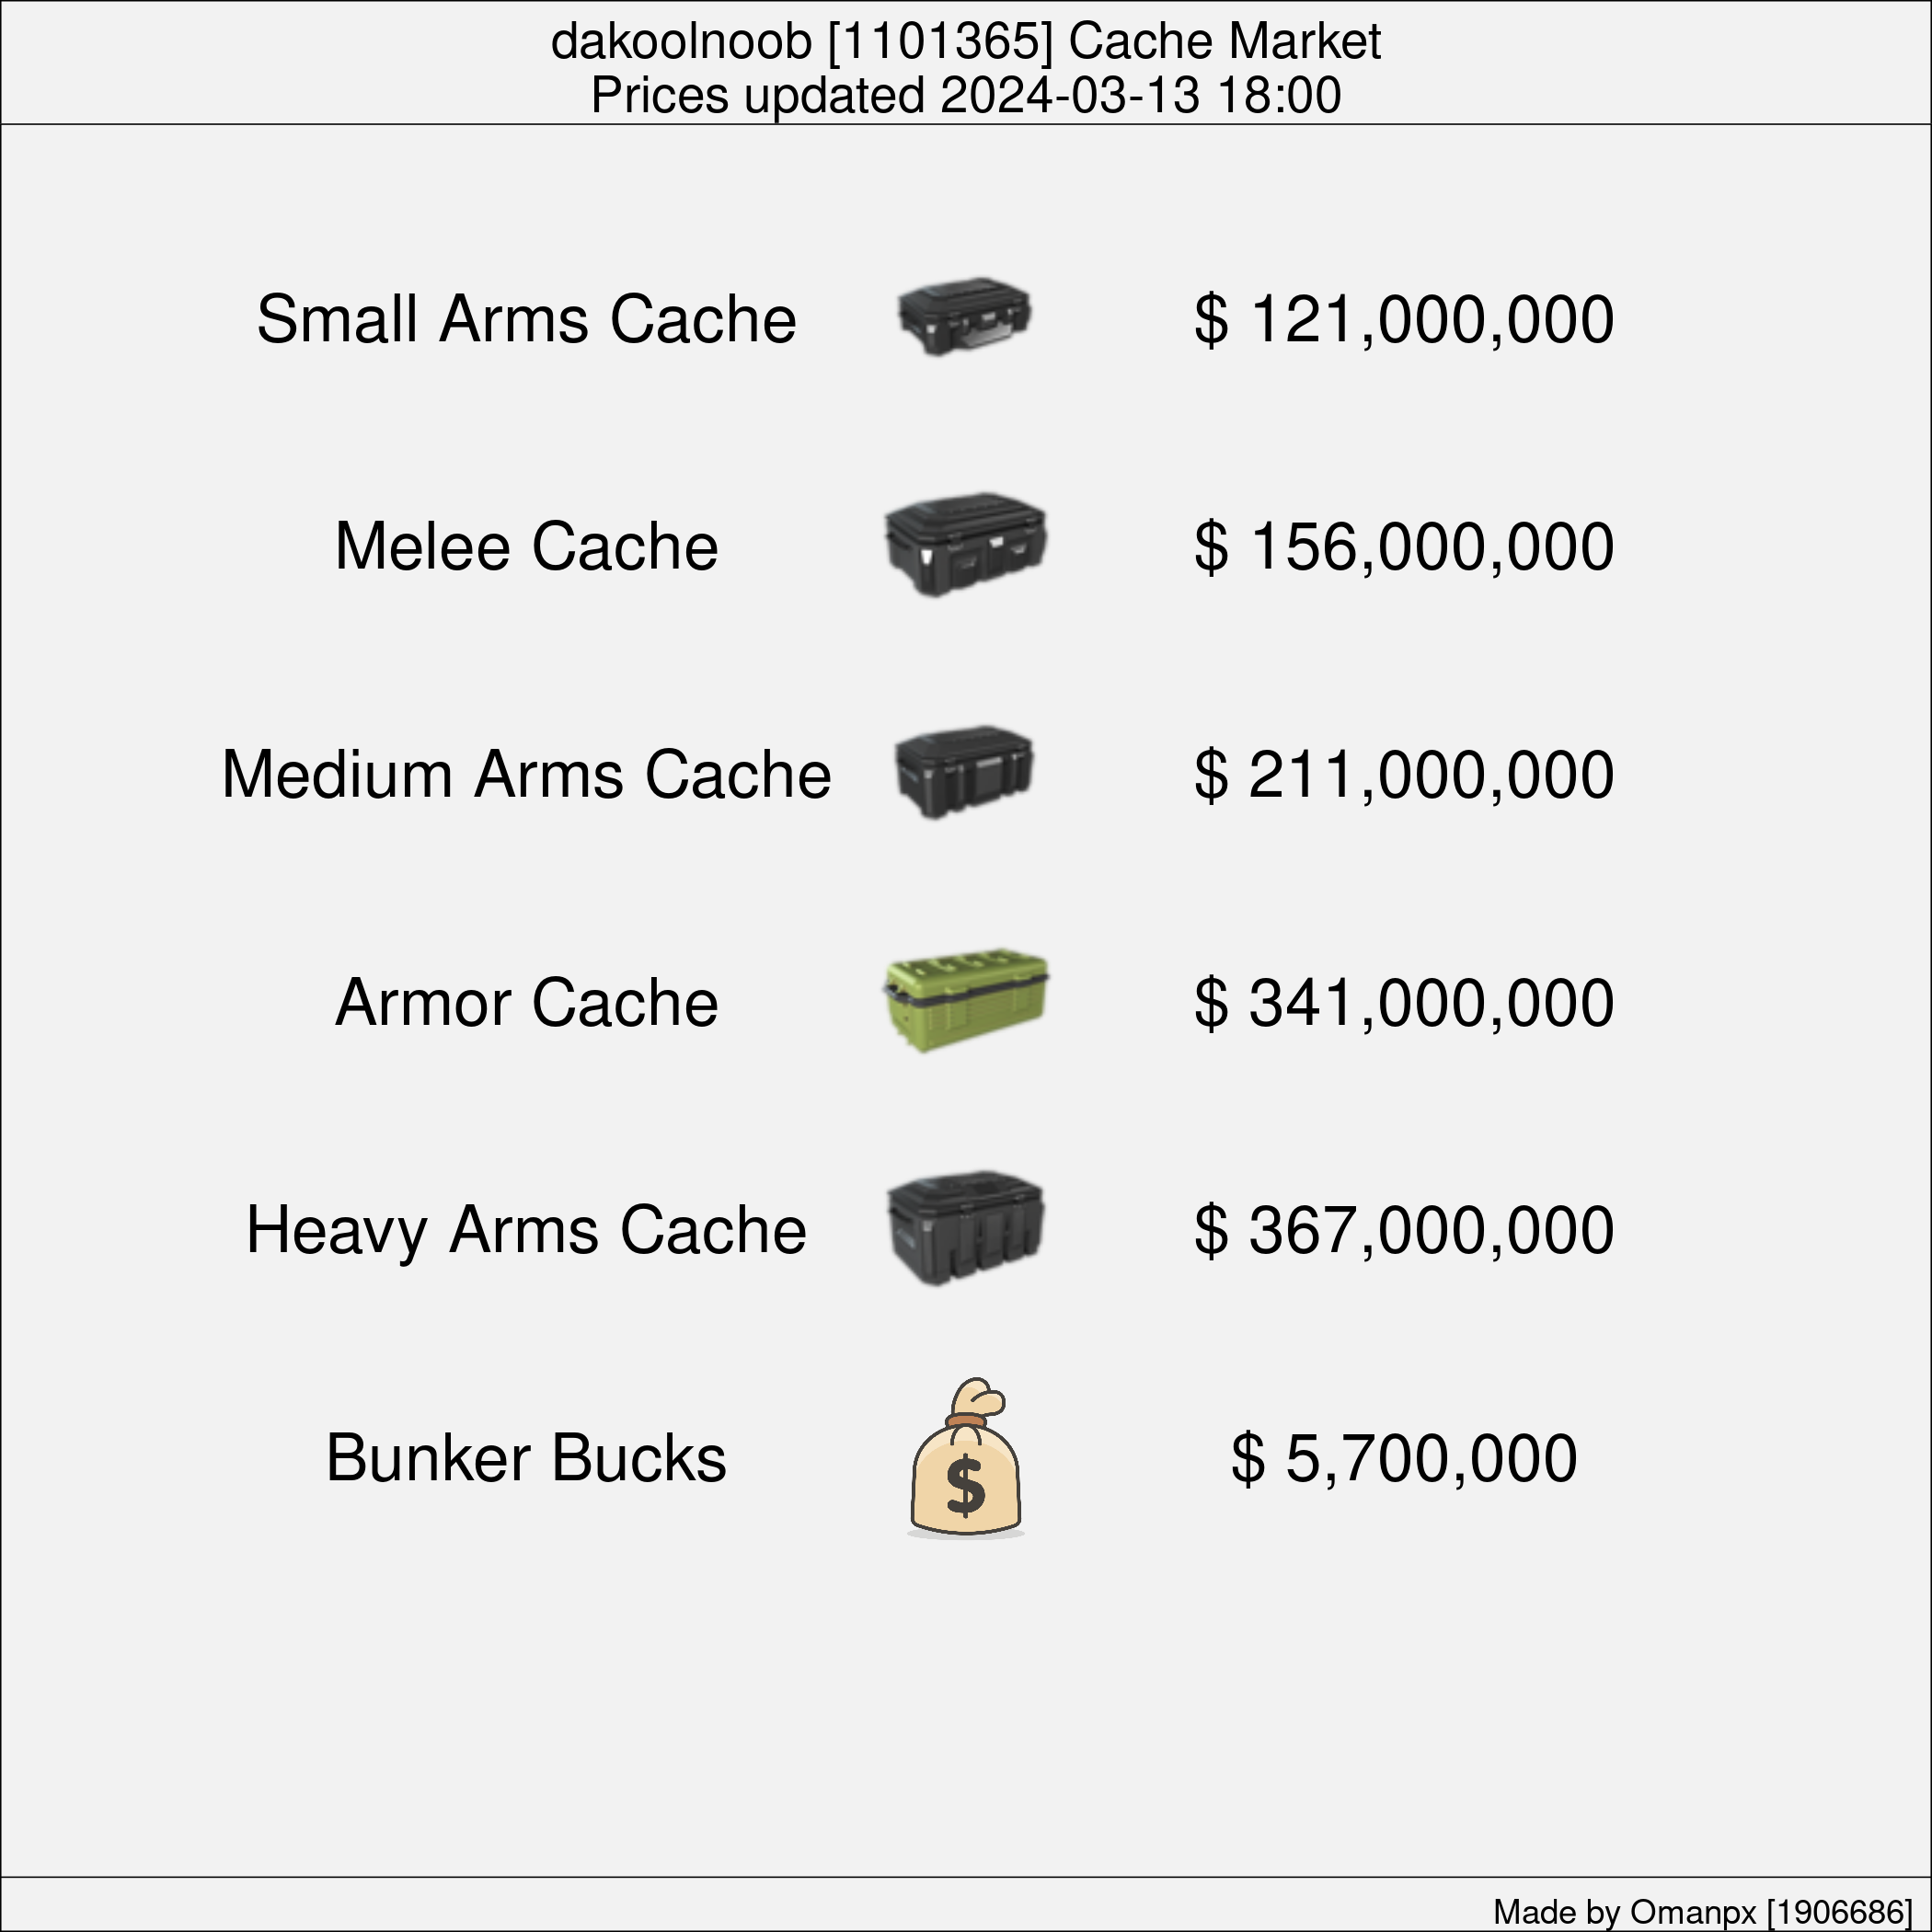 dakoolnoob [1101365] Cache Market
Prices updated 2024-03-13 18:00
Small Arms Cache $ 121,000,000
Melee Cache $ 156,000,000
Medium Arms Cache $ 211,000,000
Armor Cache $ 341,000,000
Heavy Arms Cache $ 367,000,000
Bunker Bucks $ $ 5,700,000
Made by Omanpx [1906686]